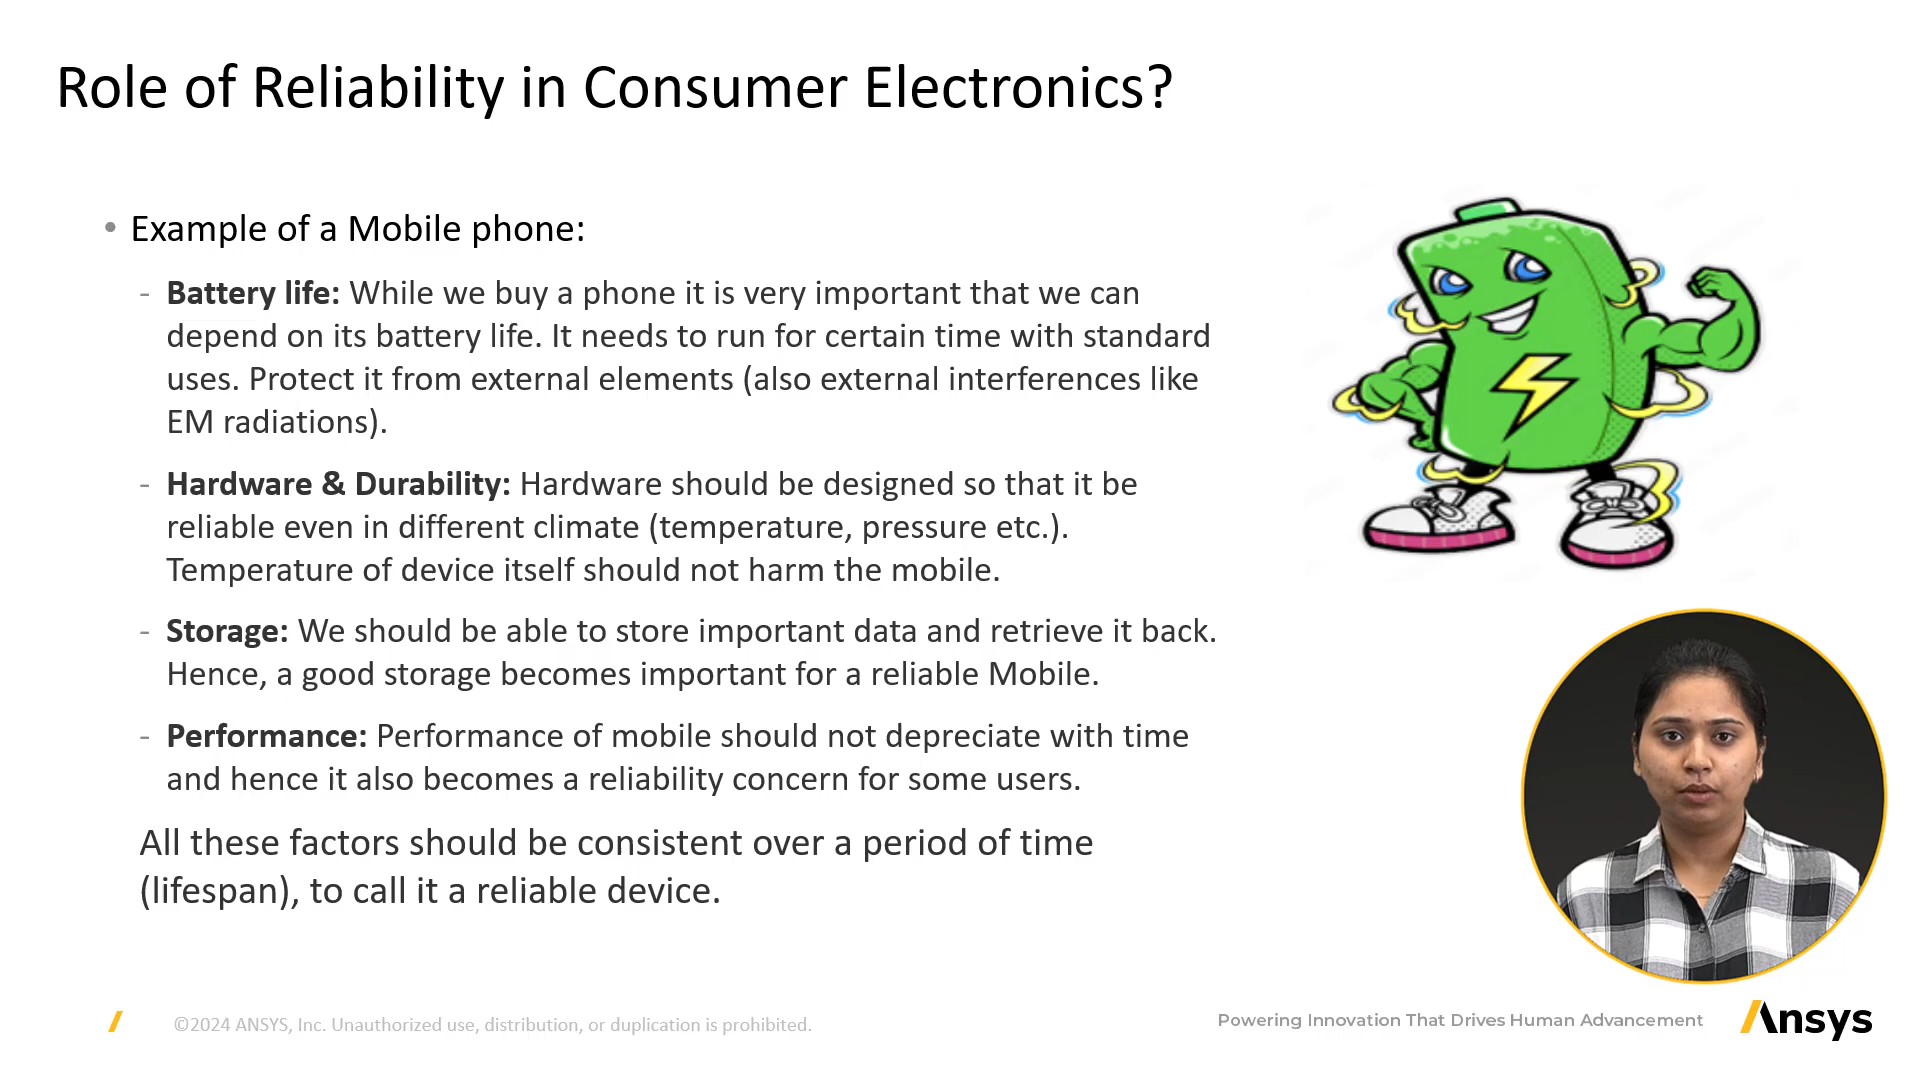 Role of Reliability in Consumer Electronics?
• Example of a Mobile phone:
- Battery life: While we buy a phone it is very important that we can
depend on its battery life. It needs to run for certain time with standard
uses. Protect it from external elements (also external interferences like
EM radiations).
- Hardware & Durability: Hardware should be designed so that it be
reliable even in different climate (temperature, pressure etc.).
Temperature of device itself should not harm the mobile.
- Storage: We should be able to store important data and retrieve it back.
Hence, a good storage becomes important for a reliable Mobile.
- Performance: Performance of mobile should not depreciate with time
and hence it also becomes a reliability concern for some users.
All these factors should be consistent over a period of time
(lifespan), to call it a reliable device.
©2024 ANSYS, Inc. Unauthorized use, distribution, or duplication is prohibited.
Powering Innovation That Drives Human Advancement
Ansys